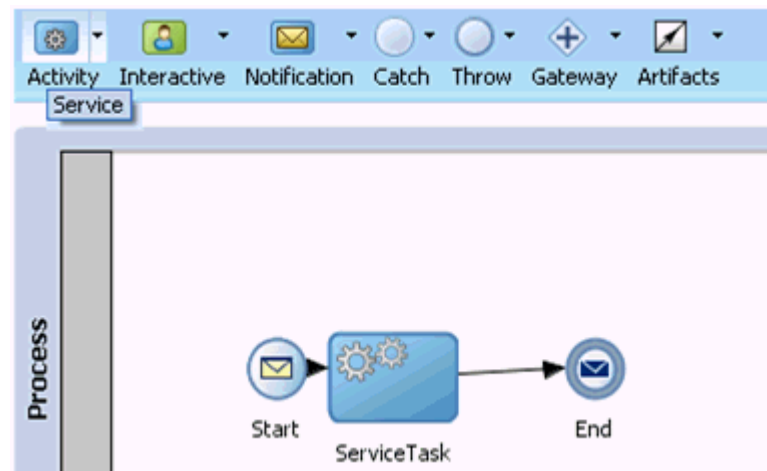 Activity Interactive Notification Catch Throw Gateway Artifacts
Service
Process
Start
ServiceTask
End